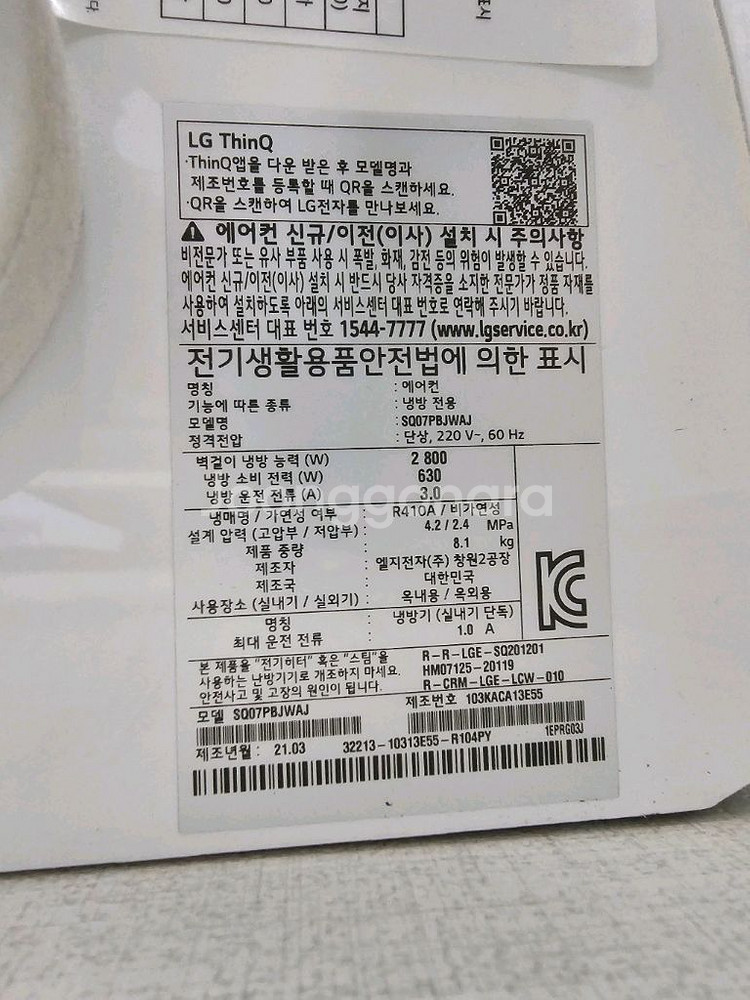 표시
LG ThinQ
·ThinQ앱을 다운 받은 후 모델명과
제조번호를 등록할 때 QR을 스캔하세요.
·QR을 스캔하여 LG전자를 만나보세요.
에어컨 신규/이전(이사) 설치 시 주의사항
비전문가 또는 유사 부품 사용 시 폭발, 화재, 감전 등의 위험이 발생할 수 있습니다.
에어컨 신규/이전(이사) 설치 시 반드시 당사 자격증을 소지한 전문가가 정품 자재를
사용하여 설치하도록 아래의 서비스센터 대표 번호로 연락해 주시기 바랍니다.
서비스센터 대표 번호 1544-7777 (www.lgservice.co.kr)
전기생활용품안전법에 의한 표시
명칭 : 에어컨
기능에 따른 종류 : 냉방 전용
모델명 : SQ07PBJWAJ
정격전압 : 단상, 220 V~, 60 Hz
벽걸이 냉방 능력 (W) 2 800
냉방 소비 전력 (W) 630
냉방 운전 전류 (A) 3.0
냉매명 / 가연성 여부 : R410A / 비가연성
설계 압력 (고압부 / 저압부) : 4.2 / 2.4 MPa
제품 중량 : 8.1 kg
제조자 : 엘지전자(주) 창원2공장
제조국 : 대한민국
사용장소 (실내기 / 실외기) : 옥내용 / 옥외용
명칭 : 냉방기 (실내기 단독)
최대 운전 전류 : 1.0 A
본 제품을 "전기히터" 혹은 "스팀"을
사용하는 난방기기로 개조하지 마세요.
안전사고 및 고장의 원인이 됩니다.
R-R-LGE-SQ201201
HM07125-20119
R-CRM-LGE-LCW-010
모델 SQ07PBJWAJ
제조번호 103KACA13E55
제조년월 : 21.03
32213-10313E55-R104PY
1EPRG03J